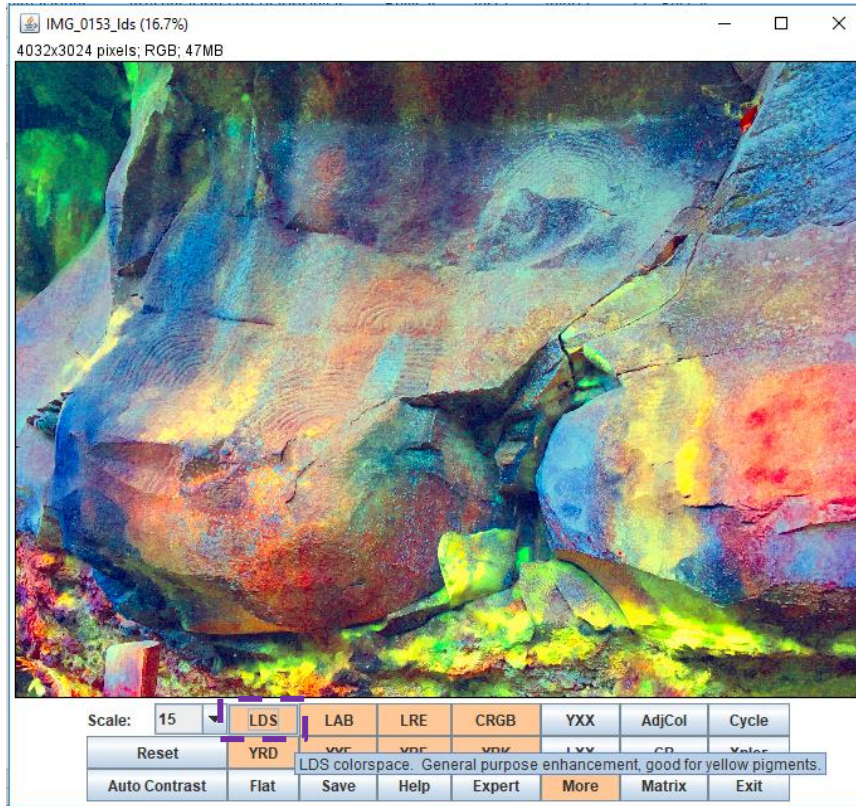 IMG_0153_lds (16.7%)
4032x3024 pixels; RGB; 47MB
Scale: 15 LDS LAB LRE CRGB YXX AdjCol Cycle
Reset YRD
LDS colorspace. General purpose enhancement, good for yellow pigments.
Auto Contrast Flat Save Help Expert More Matrix Exit